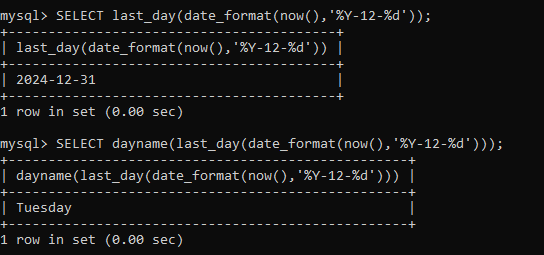 mysql> SELECT last_day(date_format(now(),'%Y-12-%d'));
+-----------------------------------------+
| last_day(date_format(now(),'%Y-12-%d')) |
+-----------------------------------------+
| 2024-12-31                              |
+-----------------------------------------+
1 row in set (0.00 sec)
mysql> SELECT dayname(last_day(date_format(now(),'%Y-12-%d')));
+--------------------------------------------------+
| dayname(last_day(date_format(now(),'%Y-12-%d'))) |
+--------------------------------------------------+
| Tuesday                                          |
+--------------------------------------------------+
1 row in set (0.00 sec)